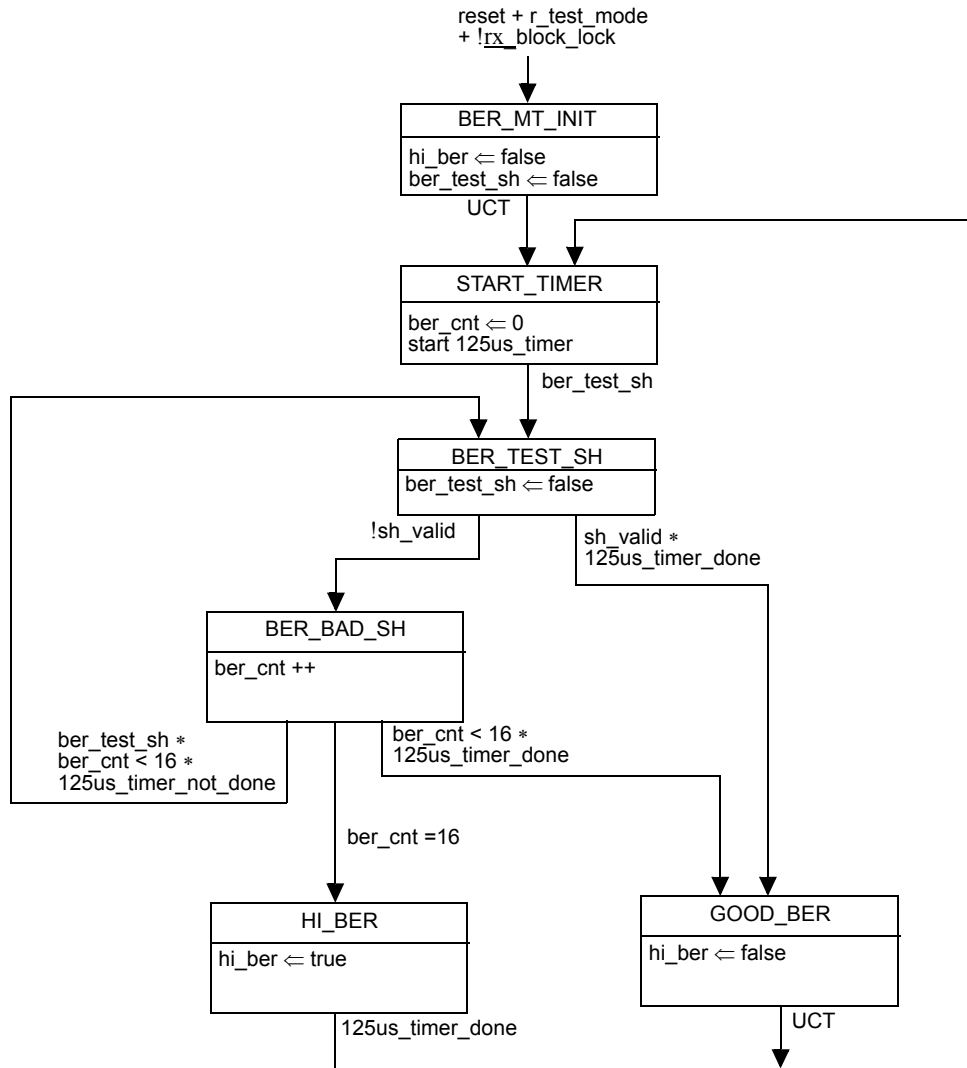 reset + r_test_mode
+ !rx_block_lock
BER_MT_INIT
hi_ber ⇐ false
ber_test_sh ⇐ false
UCT
START_TIMER
ber_cnt ⇐ 0
start 125us_timer
ber_test_sh
BER_TEST_SH
ber_test_sh ⇐ false
!sh_valid
sh_valid *
125us_timer_done
BER_BAD_SH
ber_cnt ++
ber_test_sh *
ber_cnt < 16 *
125us_timer_not_done
ber_cnt < 16 *
125us_timer_done
ber_cnt =16
HI_BER
hi_ber ⇐ true
GOOD_BER
hi_ber ⇐ false
125us_timer_done
UCT